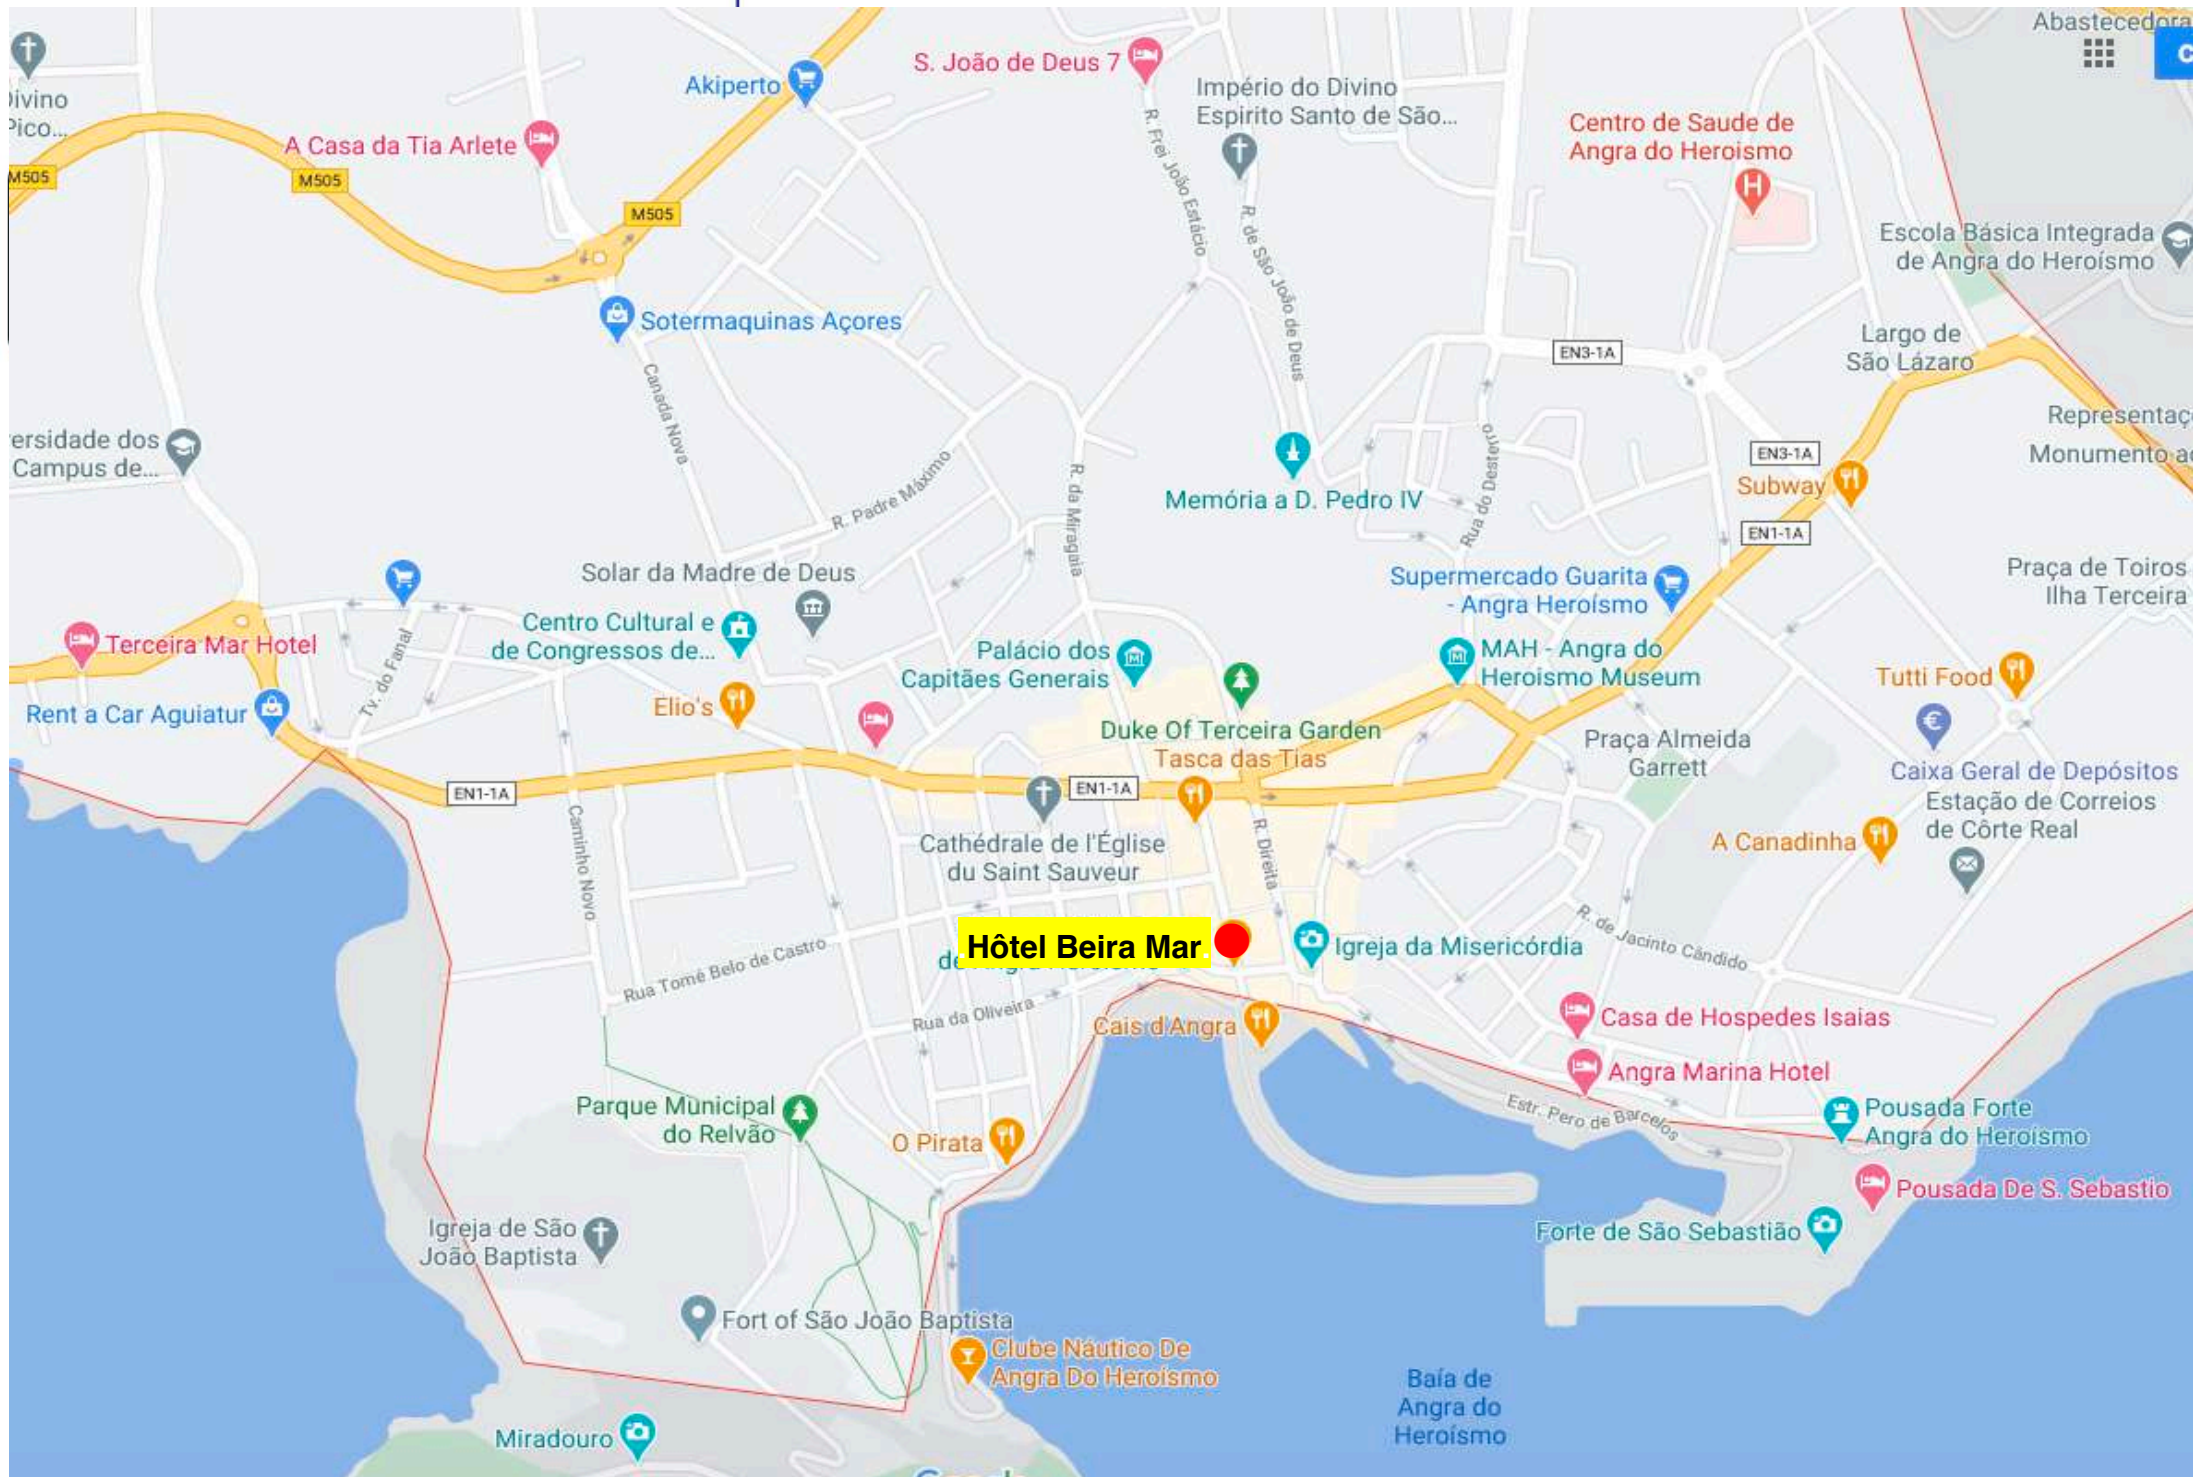 Abastecedora
Akiperto
S. João de Deus 7
Império do Divino
Espirito Santo de São...
Centro de Saude de
Angra do Heroismo
A Casa da Tia Arlete
M505
M505
M505
R. Frei João Estácio
R. de São João de Deus
Escola Básica Integrada
de Angra do Heroísmo
Sotermaquinas Açores
Largo de
São Lázaro
EN3-1A
Canada Nova
Campus de...
R. Padre Máximo
R. da Miragaia
Memória a D. Pedro IV
Rua do Desterro
EN3-1A
Subway
EN1-1A
Solar da Madre de Deus
Supermercado Guarita
- Angra Heroísmo
Praça de Toiros
Ilha Terceira
Terceira Mar Hotel
Tv. do Fanal
Centro Cultural e
de Congressos de...
Palácio dos
Capitães Generais
MAH - Angra do
Heroismo Museum
Tutti Food
Rent a Car Aguiatur
Elio's
Duke Of Terceira Garden
Tasca das Tias
Praça Almeida
Garrett
Caixa Geral de Depósitos
Estação de Correios
de Côrte Real
EN1-1A
EN1-1A
Caminho Novo
Cathédrale de l'Église
du Saint Sauveur
R. Direita
A Canadinha
Hôtel Beira Mar
Igreja da Misericórdia
R. de Jacinto Cândido
Rua Tomé Belo de Castro
Rua da Oliveira
Cais d'Angra
Casa de Hospedes Isaias
Angra Marina Hotel
Estr. Pero de Barcelos
Parque Municipal
do Relvão
O Pirata
Pousada Forte
Angra do Heroísmo
Pousada De S. Sebastio
Igreja de São
João Baptista
Forte de São Sebastião
Fort of São João Baptista
Clube Náutico De
Angra Do Heroísmo
Baía de
Angra do
Heroísmo
Miradouro